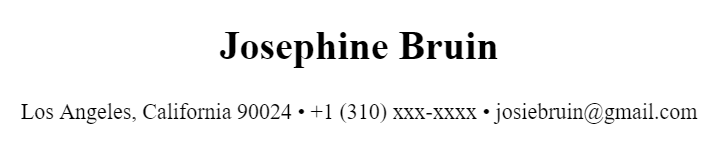 Josephine Bruin
Los Angeles, California 90024 • +1 (310) xxx-xxxx • josiebruin@gmail.com